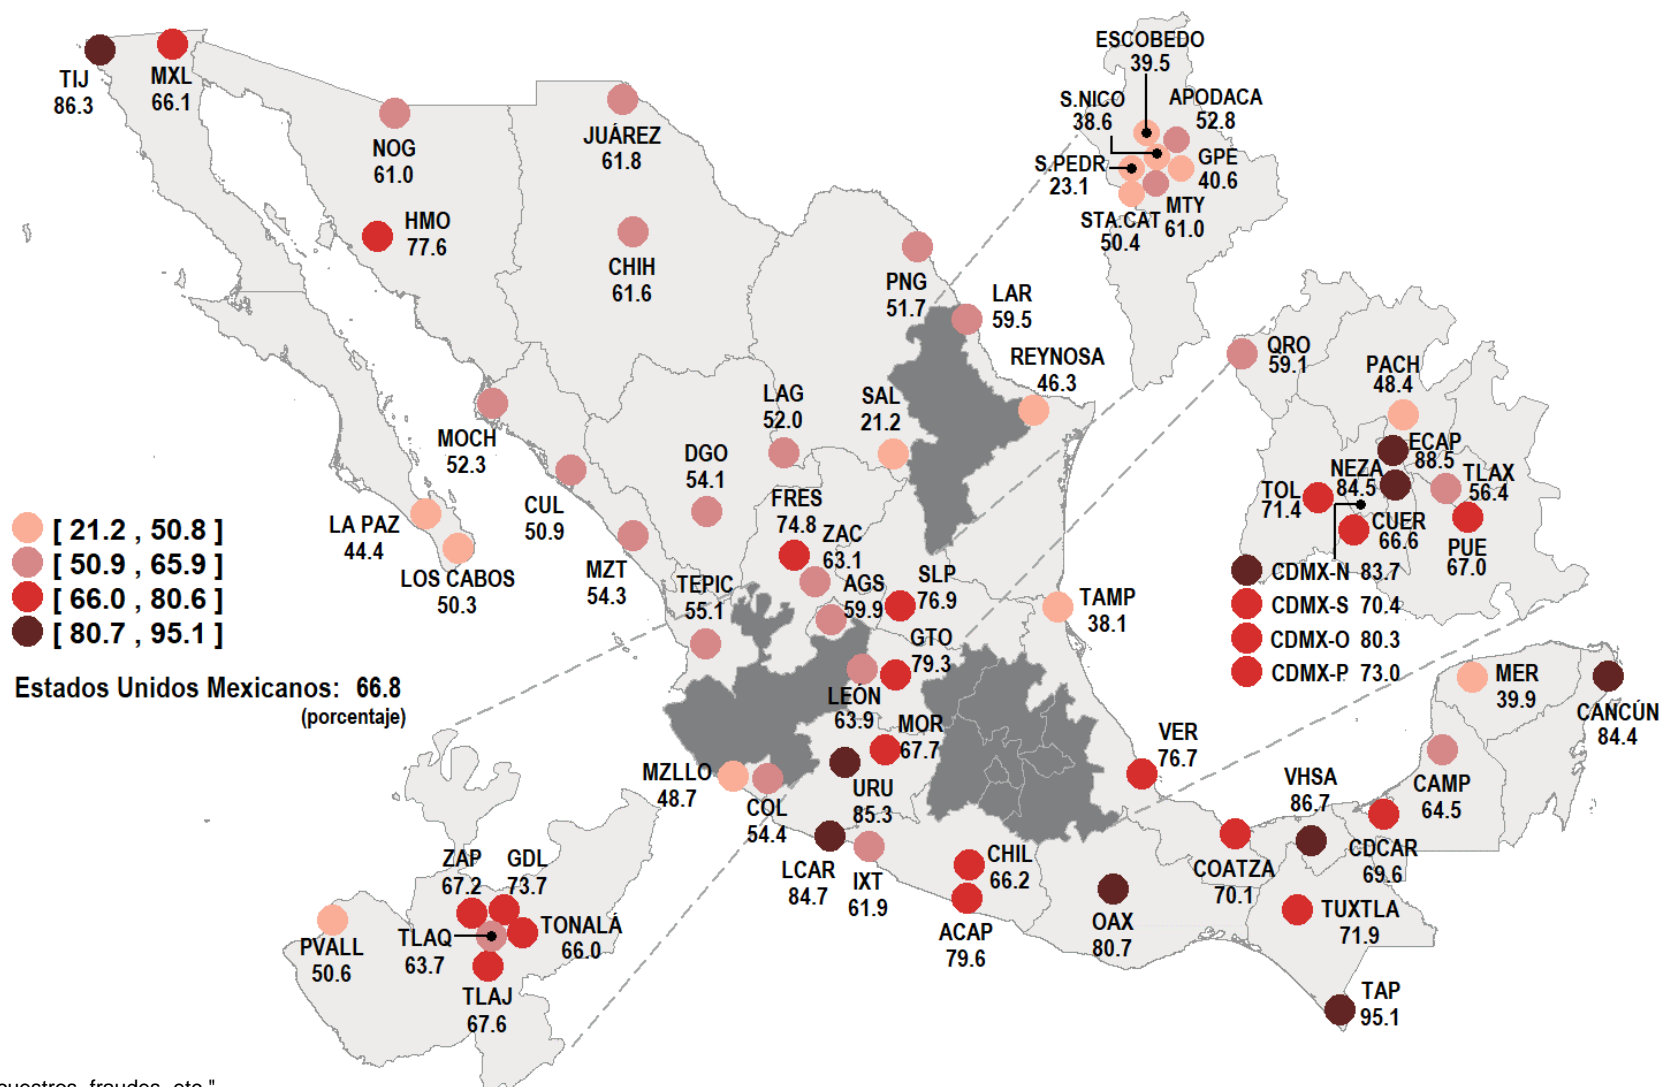 ESCOBEDO
39.5
S.NICO
38.6
APODACA
52.8
S.PEDR
23.1
GPE
40.6
MTY
61.0
STA.CAT
50.4
TIJ
86.3
MXL
66.1
NOG
61.0
JUÁREZ
61.8
HMO
77.6
CHIH
61.6
PNG
51.7
LAR
59.5
REYNOSA
46.3
QRO
59.1
PACH
48.4
ECAP
88.5
NEZA
84.5
TLAX
56.4
TOL
71.4
CUER
66.6
PUE
67.0
CDMX-N 83.7
CDMX-S 70.4
CDMX-O 80.3
CDMX-P 73.0
LAG
52.0
SAL
21.2
MOCH
52.3
DGO
54.1
CUL
50.9
FRES
74.8
ZAC
63.1
LA PAZ
44.4
LOS CABOS
50.3
MZT
54.3
TEPIC
55.1
AGS
59.9
SLP
76.9
TAMP
38.1
GTO
79.3
LEÓN
63.9
MOR
67.7
[ 21.2 , 50.8 ]
[ 50.9 , 65.9 ]
[ 66.0 , 80.6 ]
[ 80.7 , 95.1 ]
Estados Unidos Mexicanos: 66.8
(porcentaje)
MZLLO
48.7
COL
54.4
URU
85.3
LCAR
84.7
IXT
61.9
CHIL
66.2
ACAP
79.6
VER
76.7
MER
39.9
CANCÚN
84.4
VHSA
86.7
CAMP
64.5
CDCAR
69.6
COATZA
70.1
OAX
80.7
TUXTLA
71.9
TAP
95.1
ZAP
67.2
GDL
73.7
TONALÁ
66.0
TLAQ
63.7
PVALL
50.6
TLAJ
67.6
fraudes, etc."